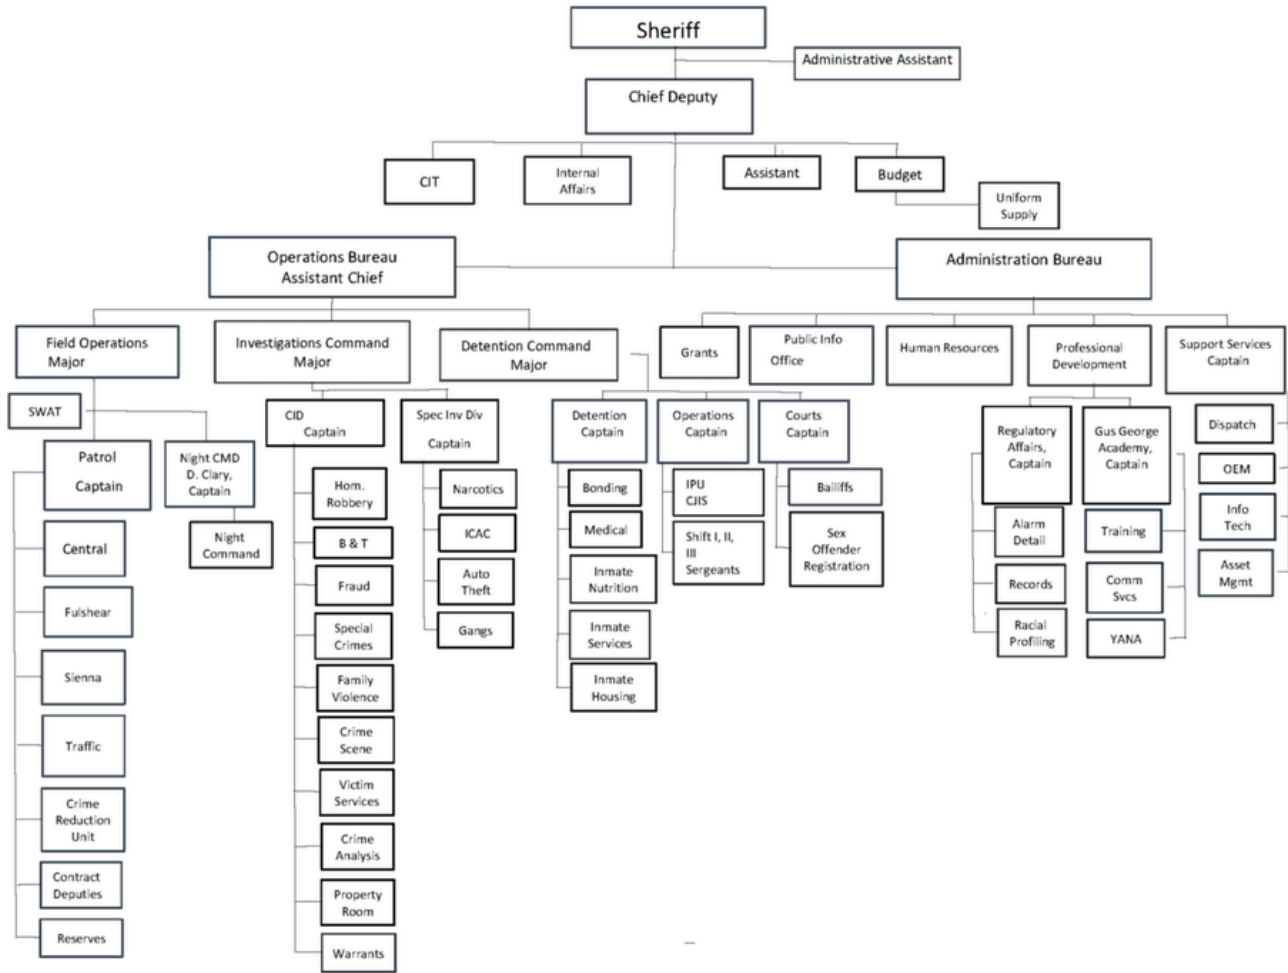 Sheriff
Administrative Assistant
Chief Deputy
CIT
Internal
Affairs
Assistant
Budget
Uniform
Supply
Operations Bureau
Assistant Chief
Administration Bureau
Field Operations
Major
Investigations Command
Major
Detention Command
Major
Grants
Public Info
Office
Human Resources
Professional
Development
Support Services
Captain
SWAT
Patrol
Captain
Night CMD
D. Clary,
Captain
Night
Command
Central
Fulshear
Sienna
Traffic
Crime
Reduction
Unit
Contract
Deputies
Reserves
CID
Captain
Hom.
Robbery
B & T
Fraud
Special
Crimes
Family
Violence
Crime
Scene
Victim
Services
Crime
Analysis
Property
Room
Warrants
Spec Inv Div
Captain
Narcotics
ICAC
Auto
Theft
Gangs
Detention
Captain
Bonding
Medical
Inmate
Nutrition
Inmate
Services
Inmate
Housing
Operations
Captain
IPU
CJIS
Shift I, II,
III
Sergeants
Courts
Captain
Bailiffs
Sex
Offender
Registration
Regulatory
Affairs,
Captain
Alarm
Detail
Records
Racial
Profiling
Gus George
Academy,
Captain
Training
Comm
Svcs
YANA
Dispatch
OEM
Info
Tech
Asset
Mgmt